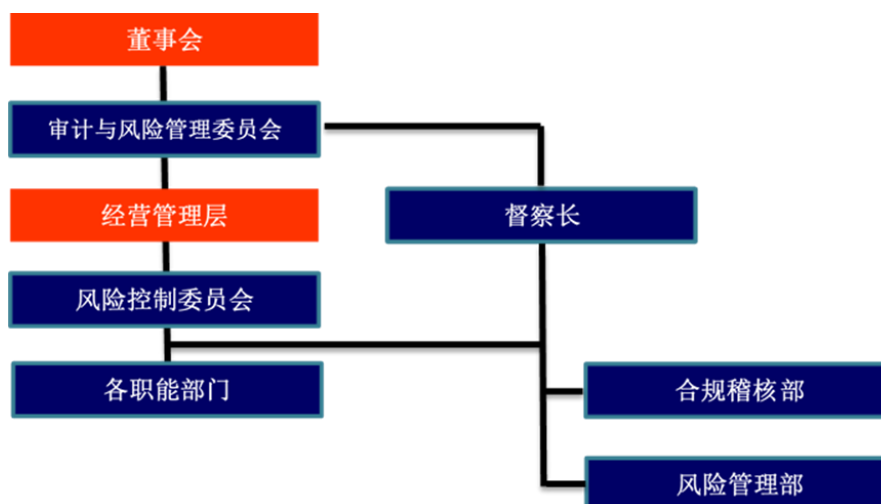 董事会
审计与风险管理委员会
经营管理层
督察长
风险控制委员会
各职能部门
合规稽核部
风险管理部